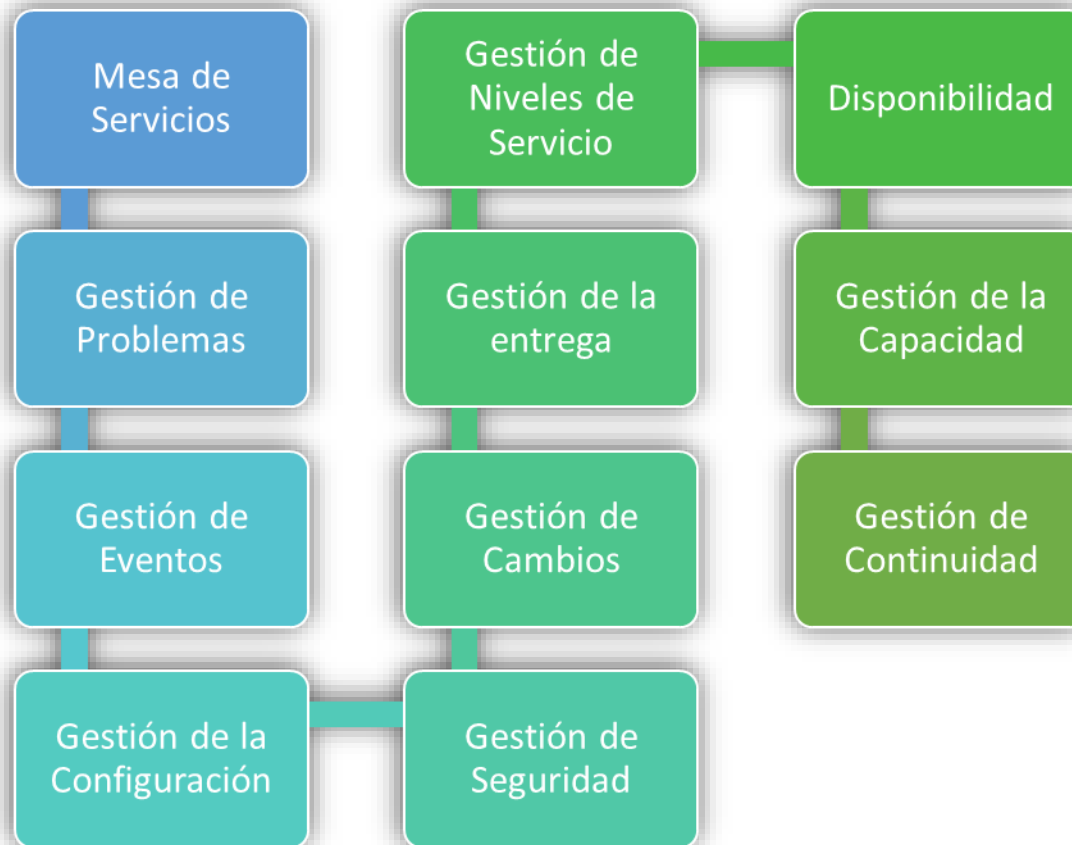 Mesa de
Servicios
Gestión de
Problemas
Gestión de
Eventos
Gestión de la
Configuración
Gestión de
Seguridad
Gestión de
Cambios
Gestión de la
entrega
Gestión de
Niveles de
Servicio
Disponibilidad
Gestión de la
Capacidad
Gestión de
Continuidad